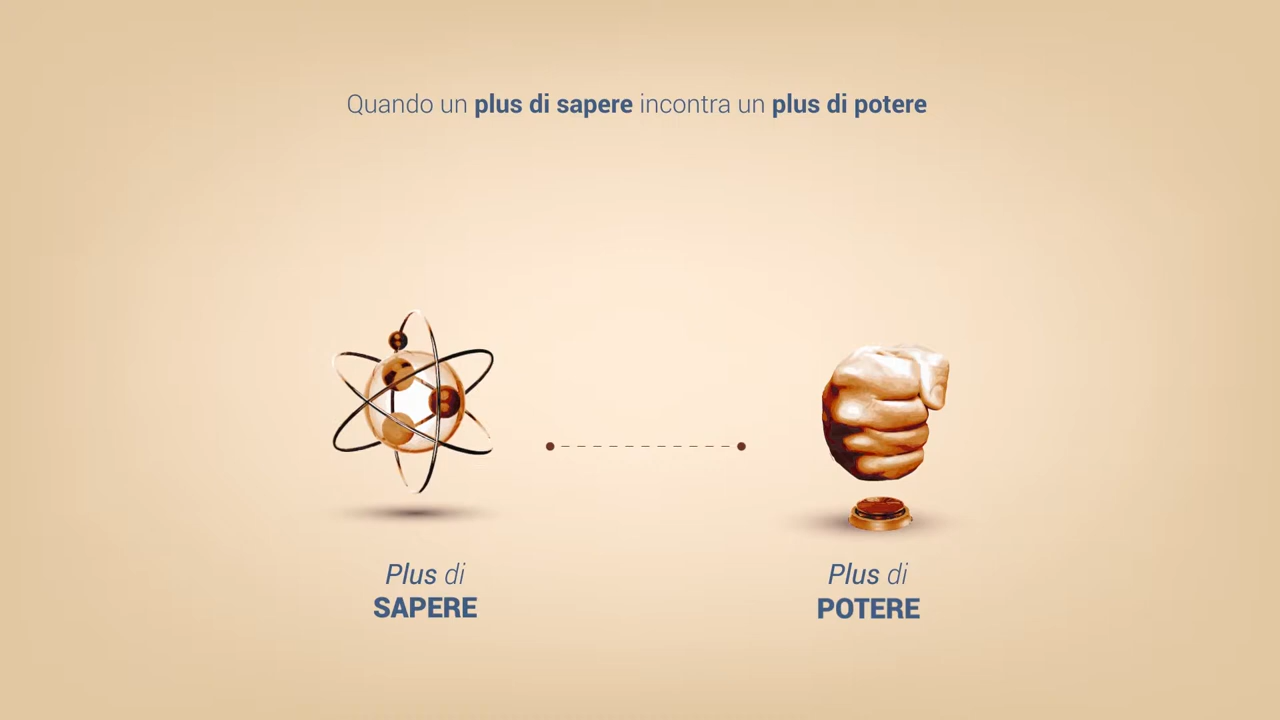 Quando un plus di sapere incontra un plus di potere
Plus di
SAPERE
Plus di
POTERE